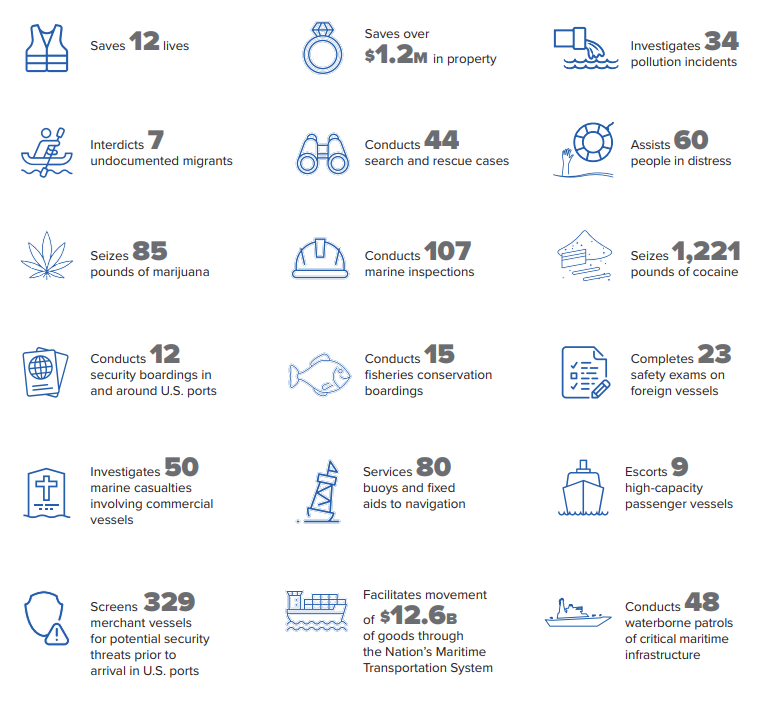 Saves 12 lives
Saves over
$1.2M in property
Investigates 34
pollution incidents
Interdicts 7
undocumented migrants
Conducts 44
search and rescue cases
Assists 60
people in distress
Seizes 85
pounds of marijuana
Conducts 107
marine inspections
Seizes 1,221
pounds of cocaine
Conducts 12
security boardings in
and around U.S. ports
Conducts 15
fisheries conservation
boardings
Completes 23
safety exams on
foreign vessels
Investigates 50
marine casualties
involving commercial
vessels
Services 80
buoys and fixed
aids to navigation
Escorts 9
high-capacity
passenger vessels
Screens 329
merchant vessels
for potential security
threats prior to
arrival in U.S. ports
Facilitates movement
of $12.6B
of goods through
the Nation's Maritime
Transportation System
Conducts 48
waterborne patrols
of critical maritime
infrastructure